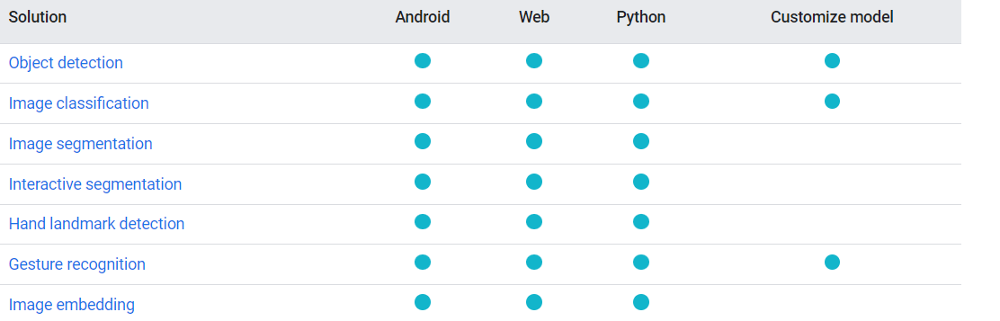 Solution Android Web Python Customize model
Object detection
Image classification
Image segmentation
Interactive segmentation
Hand landmark detection
Gesture recognition
Image embedding